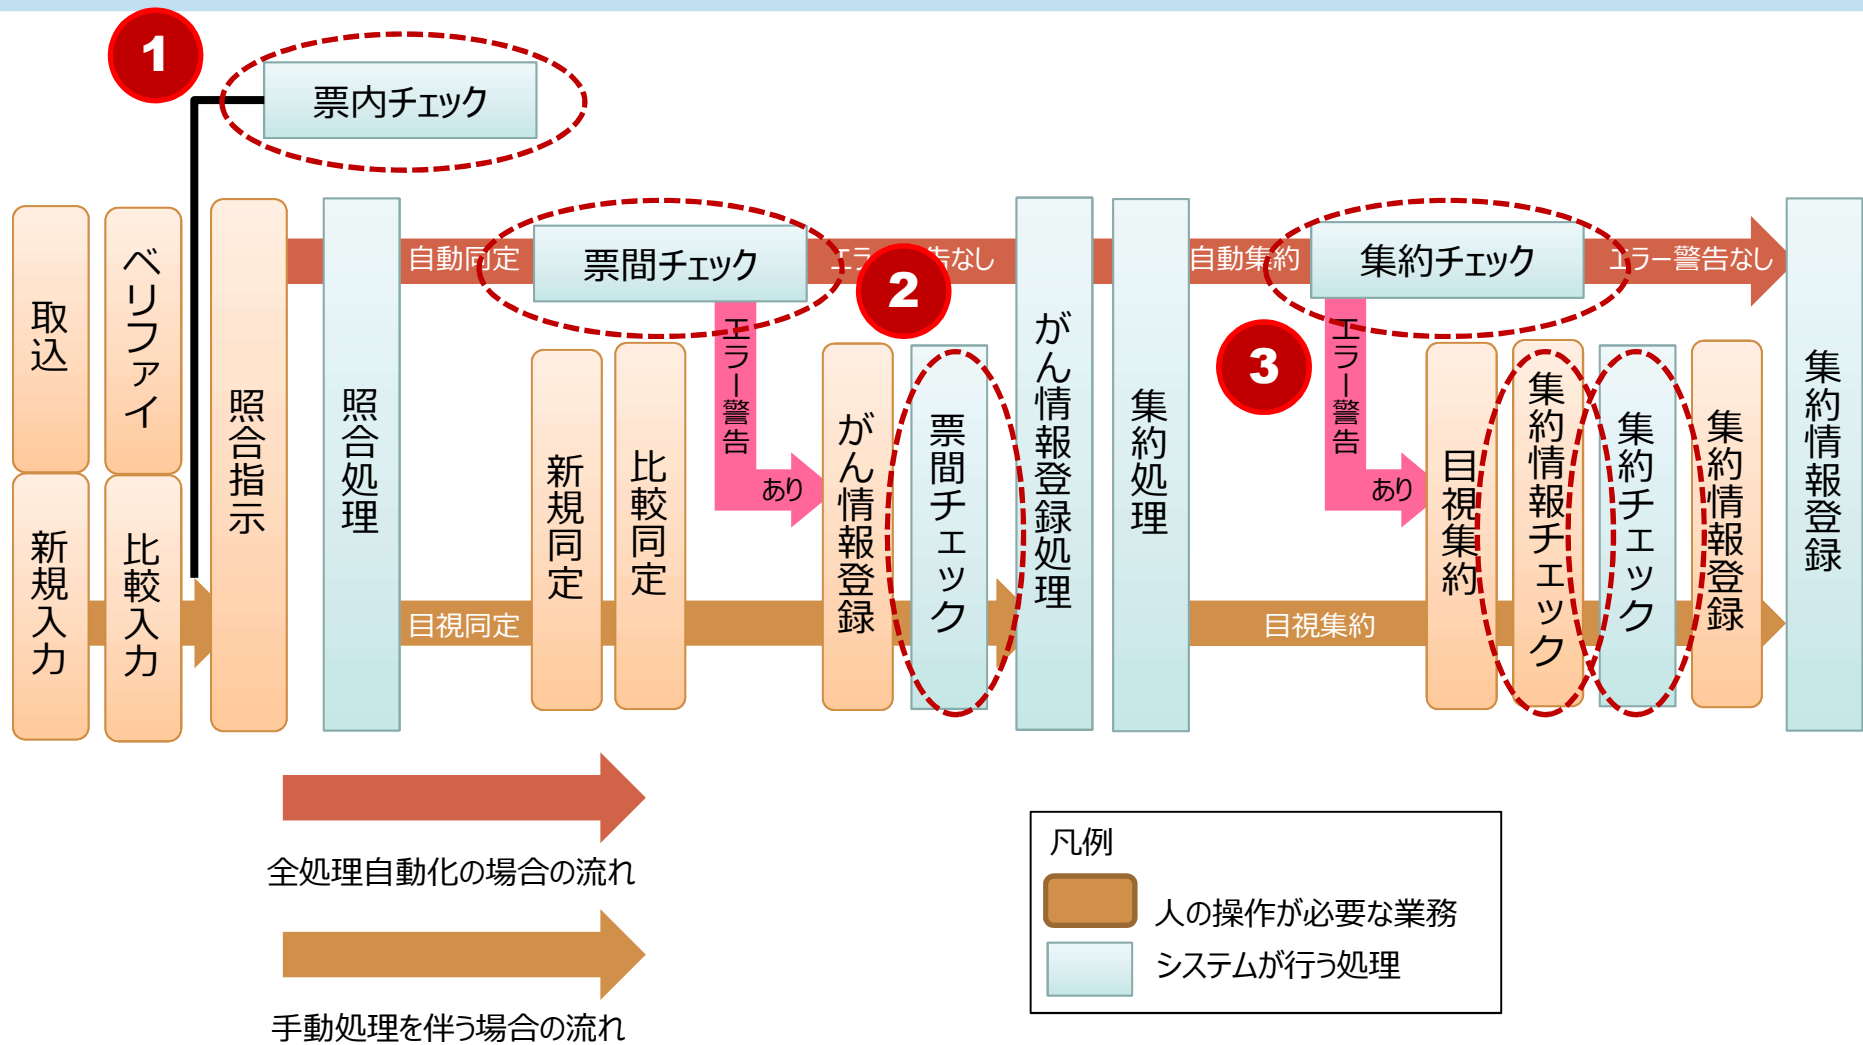 1
票内チェック
取込
新規入力
ベリファイ
比較入力
照合指示
照合処理
自動同定
票間チェック
エラー警告なし
2
エラー警告
あり
新規同定
比較同定
目視同定
がん情報登録
票間チェック
がん情報登録処理
集約処理
自動集約
集約チェック
エラー警告なし
3
エラー警告
あり
目視集約
目視集約
集約情報チェック
集約チェック
集約情報登録
集約情報登録
全処理自動化の場合の流れ
手動処理を伴う場合の流れ
凡例
人の操作が必要な業務
システムが行う処理